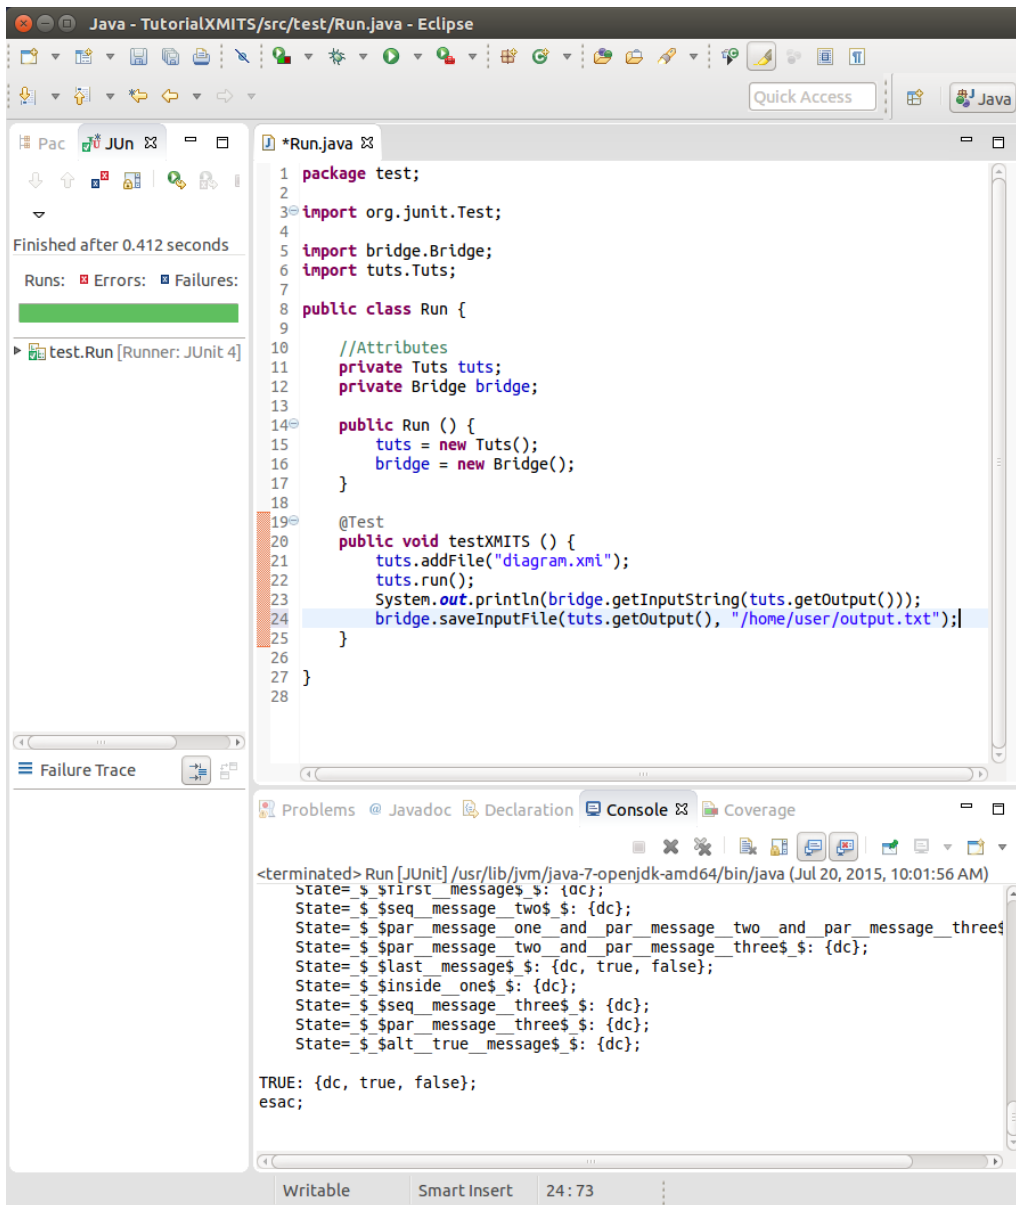 Java - TutorialXMITS/src/test/Run.java - Eclipse
Quick Access
Java
Pac JUn
*Run.java
Finished after 0.412 seconds
Runs: Errors: Failures:
test.Run [Runner: JUnit 4]
Failure Trace
1 package test;
2
3 import org.junit.Test;
4
5 import bridge.Bridge;
6 import tuts.Tuts;
7
8 public class Run {
9
10 //Attributes
11 private Tuts tuts;
12 private Bridge bridge;
13
14 public Run () {
15 tuts = new Tuts();
16 bridge = new Bridge();
17 }
18
19 @Test
20 public void testXMITS () {
21 tuts.addFile("diagram.xmi");
22 tuts.run();
23 System.out.println(bridge.getInputString(tuts.getOutput()));
24 bridge.saveInputFile(tuts.getOutput(), "/home/user/output.txt");
25 }
26
27 }
28
Problems @ Javadoc Declaration Console Coverage
<terminated> Run [JUnit] /usr/lib/jvm/java-7-openjdk-amd64/bin/java (Jul 20, 2015, 10:01:56 AM)
State=_$_$first__message$_$: {dc};
State=_$_$seq__message__two$_$: {dc};
State=_$_$par__message__one__and__par__message__two__and__par__message__three$
State=_$_$par__message__two__and__par__message__three$_$: {dc};
State=_$_$last__message$_$: {dc, true, false};
State=_$_$inside__one$_$: {dc};
State=_$_$seq__message__three$_$: {dc};
State=_$_$par__message__three$_$: {dc};
State=_$_$alt__true__message$_$: {dc};
TRUE: {dc, true, false};
esac;
Writable Smart Insert 24:73